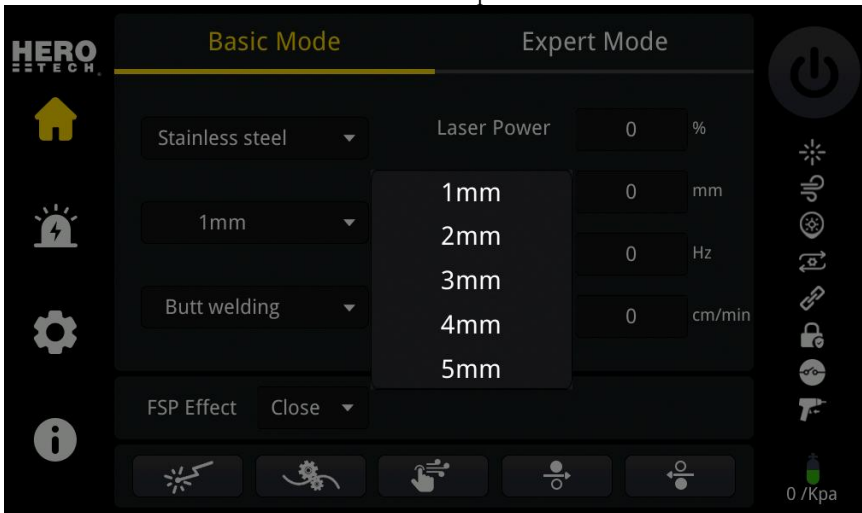 HERO
TECH
Basic Mode
Expert Mode
Stainless steel
Laser Power
0
%
1mm
1mm
2mm
3mm
4mm
5mm
0
mm
0
Hz
Butt welding
0
cm/min
FSP Effect
Close
0 /Kpa